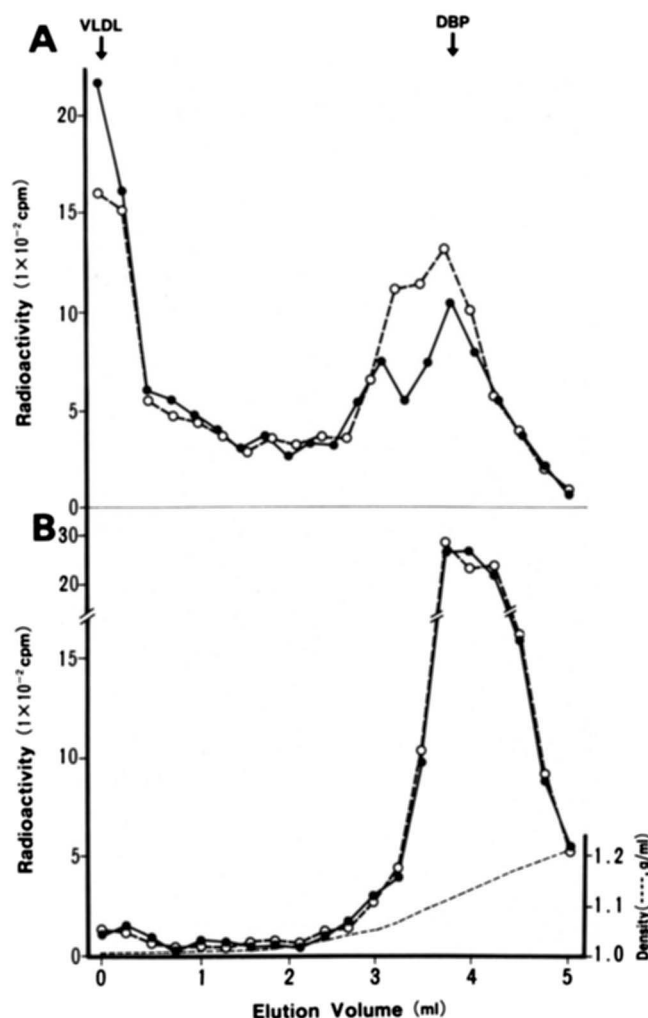 A
VLDL
DBP
20
15
10
5
0
Radioactivity (1×10⁻² cpm)
B
30
20
15
10
5
0
Radioactivity (1×10⁻² cpm)
1.2
1.1
1.0
Density(----,g/ml)
0
1
2
3
4
5
Elution Volume (ml)